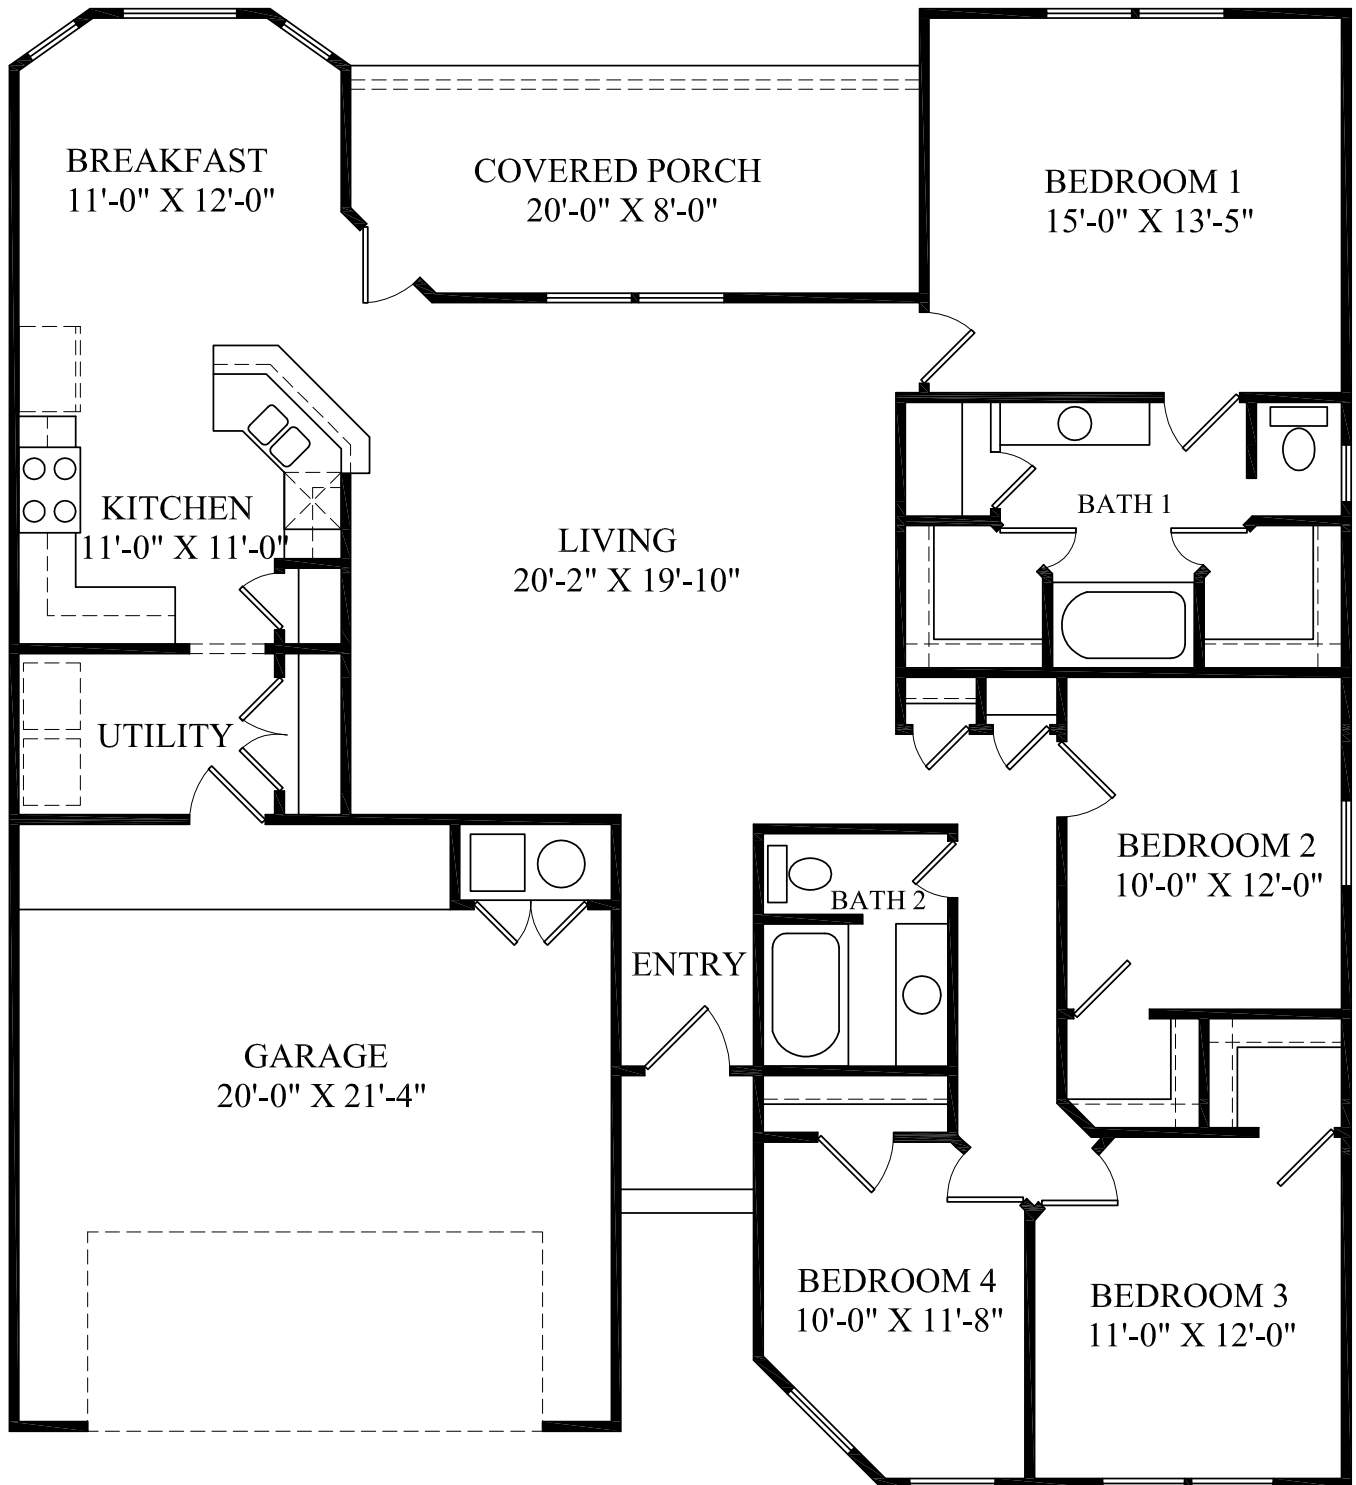 BREAKFAST
11'-0" X 12'-0"
COVERED PORCH
20'-0" X 8'-0"
BEDROOM 1
15'-0" X 13'-5"
KITCHEN
11'-0" X 11'-0"
LIVING
20'-2" X 19'-10"
BATH 1
UTILITY
BEDROOM 2
10'-0" X 12'-0"
BATH 2
ENTRY
GARAGE
20'-0" X 21'-4"
BEDROOM 4
10'-0" X 11'-8"
BEDROOM 3
11'-0" X 12'-0"